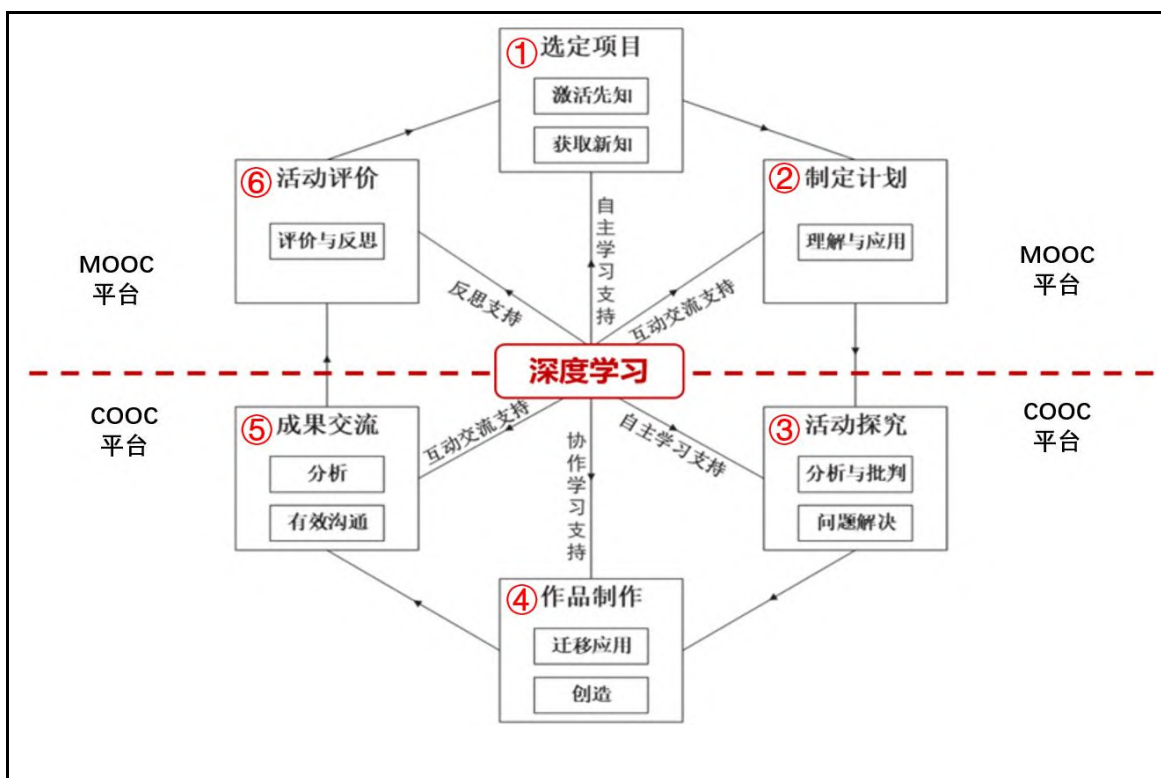 ①选定项目
激活先知
获取新知
⑥活动评价
评价与反思
②制定计划
理解与应用
MOOC
平台
MOOC
平台
自主学习支持
反思支持
互动交流支持
深度学习
COOC
平台
COOC
平台
⑤成果交流
分析
有效沟通
互动交流支持
协作学习支持
自主学习支持
③活动探究
分析与批判
问题解决
④作品制作
迁移应用
创造